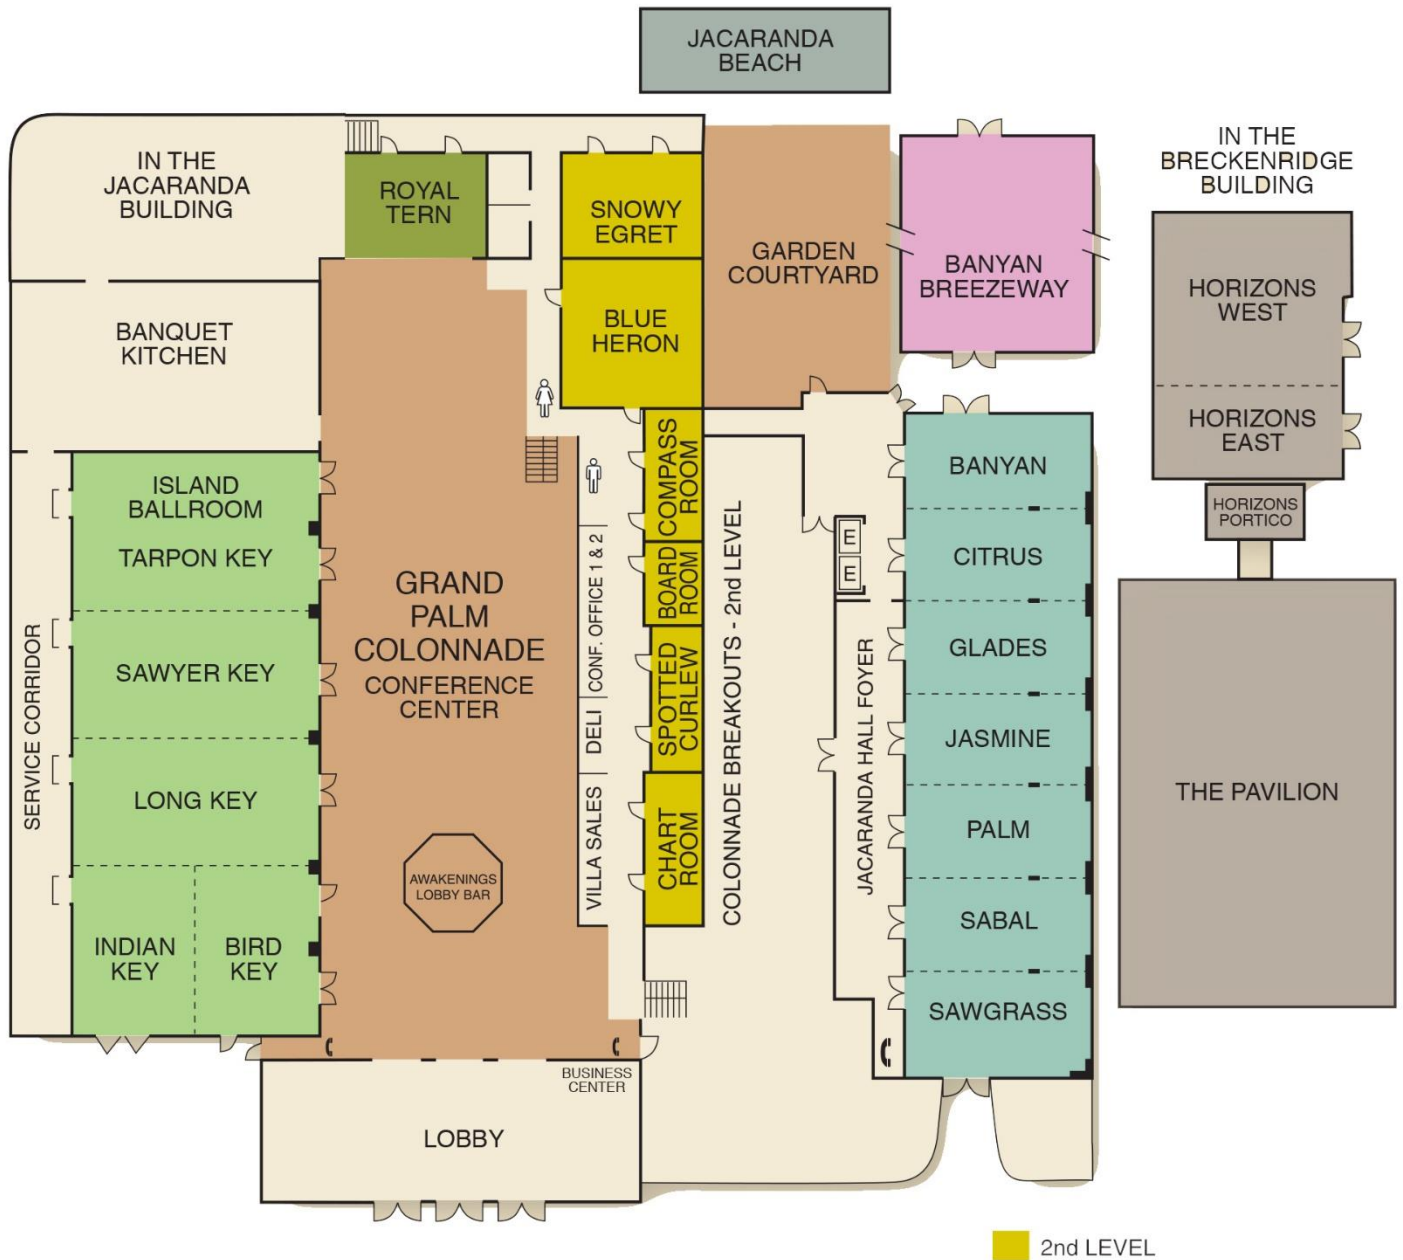 JACARANDA
BEACH
IN THE
JACARANDA
BUILDING
ROYAL
TERN
SNOWY
EGRET
GARDEN
COURTYARD
BANYAN
BREEZEWAY
IN THE
BRECKENRIDGE
BUILDING
HORIZONS
WEST
HORIZONS
EAST
HORIZONS
PORTICO
THE PAVILION
BANQUET
KITCHEN
BLUE
HERON
SERVICE CORRIDOR
ISLAND
BALLROOM
TARPON KEY
SAWYER KEY
LONG KEY
INDIAN
KEY
BIRD
KEY
GRAND
PALM
COLONNADE
CONFERENCE
CENTER
AWAKENINGS
LOBBY BAR
CONF. OFFICE 1 & 2
DELI
VILLA SALES
COMPASS
ROOM
BOARD
ROOM
SPOTTED
CURLEW
CHART
ROOM
COLONNADE BREAKOUTS - 2nd LEVEL
E
E
JACARANDA HALL FOYER
BANYAN
CITRUS
GLADES
JASMINE
PALM
SABAL
SAWGRASS
BUSINESS
CENTER
LOBBY
2nd LEVEL